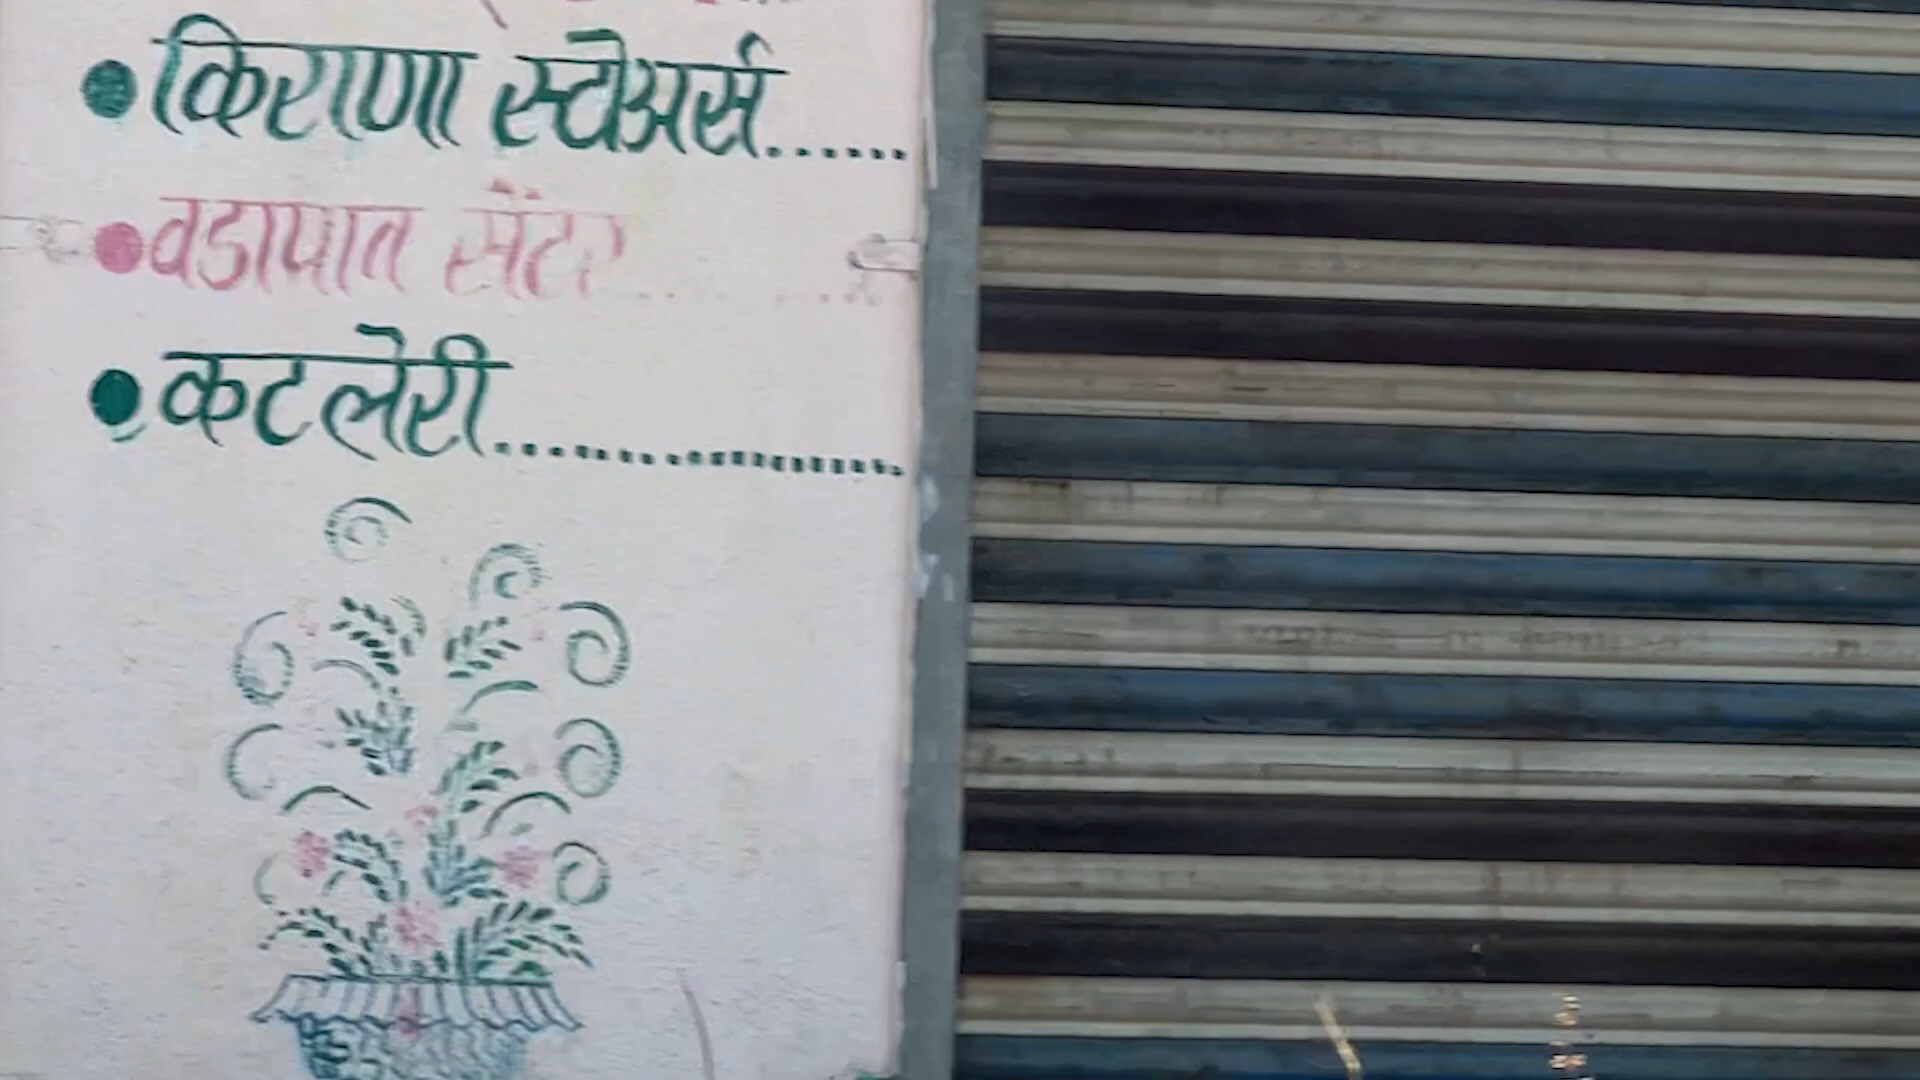 • किराणा स्टोअर्स......
• वडापाव सेंटर.........
• कटलेरी......................